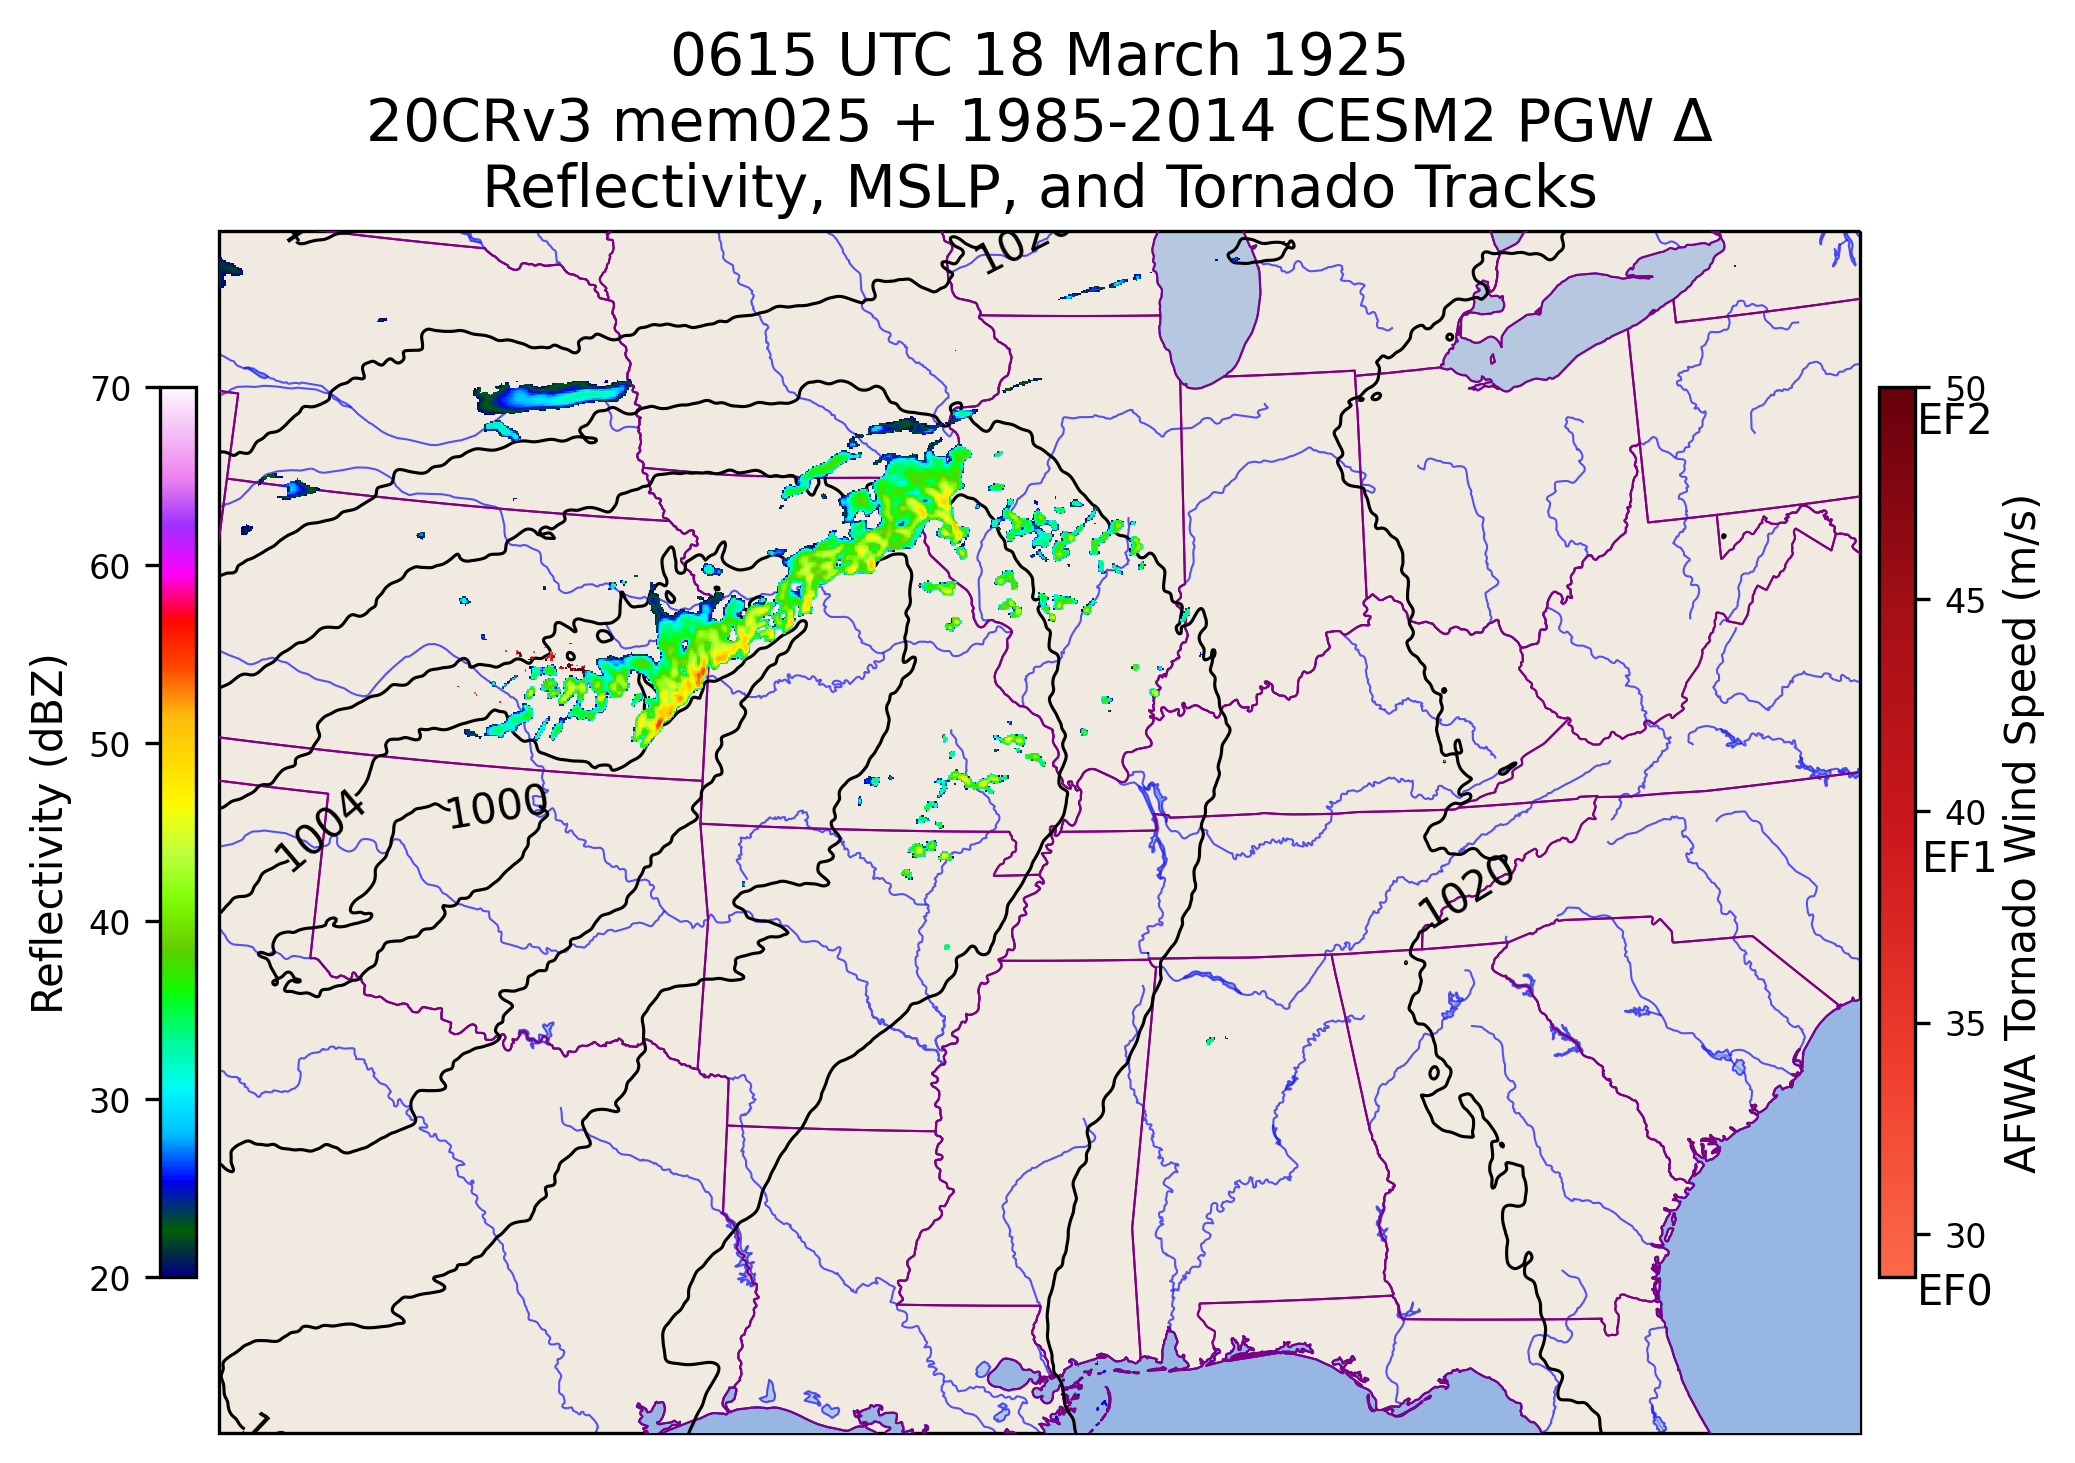 0615 UTC 18 March 1925
20CRv3 mem025 + 1985-2014 CESM2 PGW Δ
Reflectivity, MSLP, and Tornado Tracks
70
60
50
40
30
20
Reflectivity (dBZ)
1004
1000
1020
50
EF2
45
40
EF1
35
30
EF0
AFWA Tornado Wind Speed (m/s)